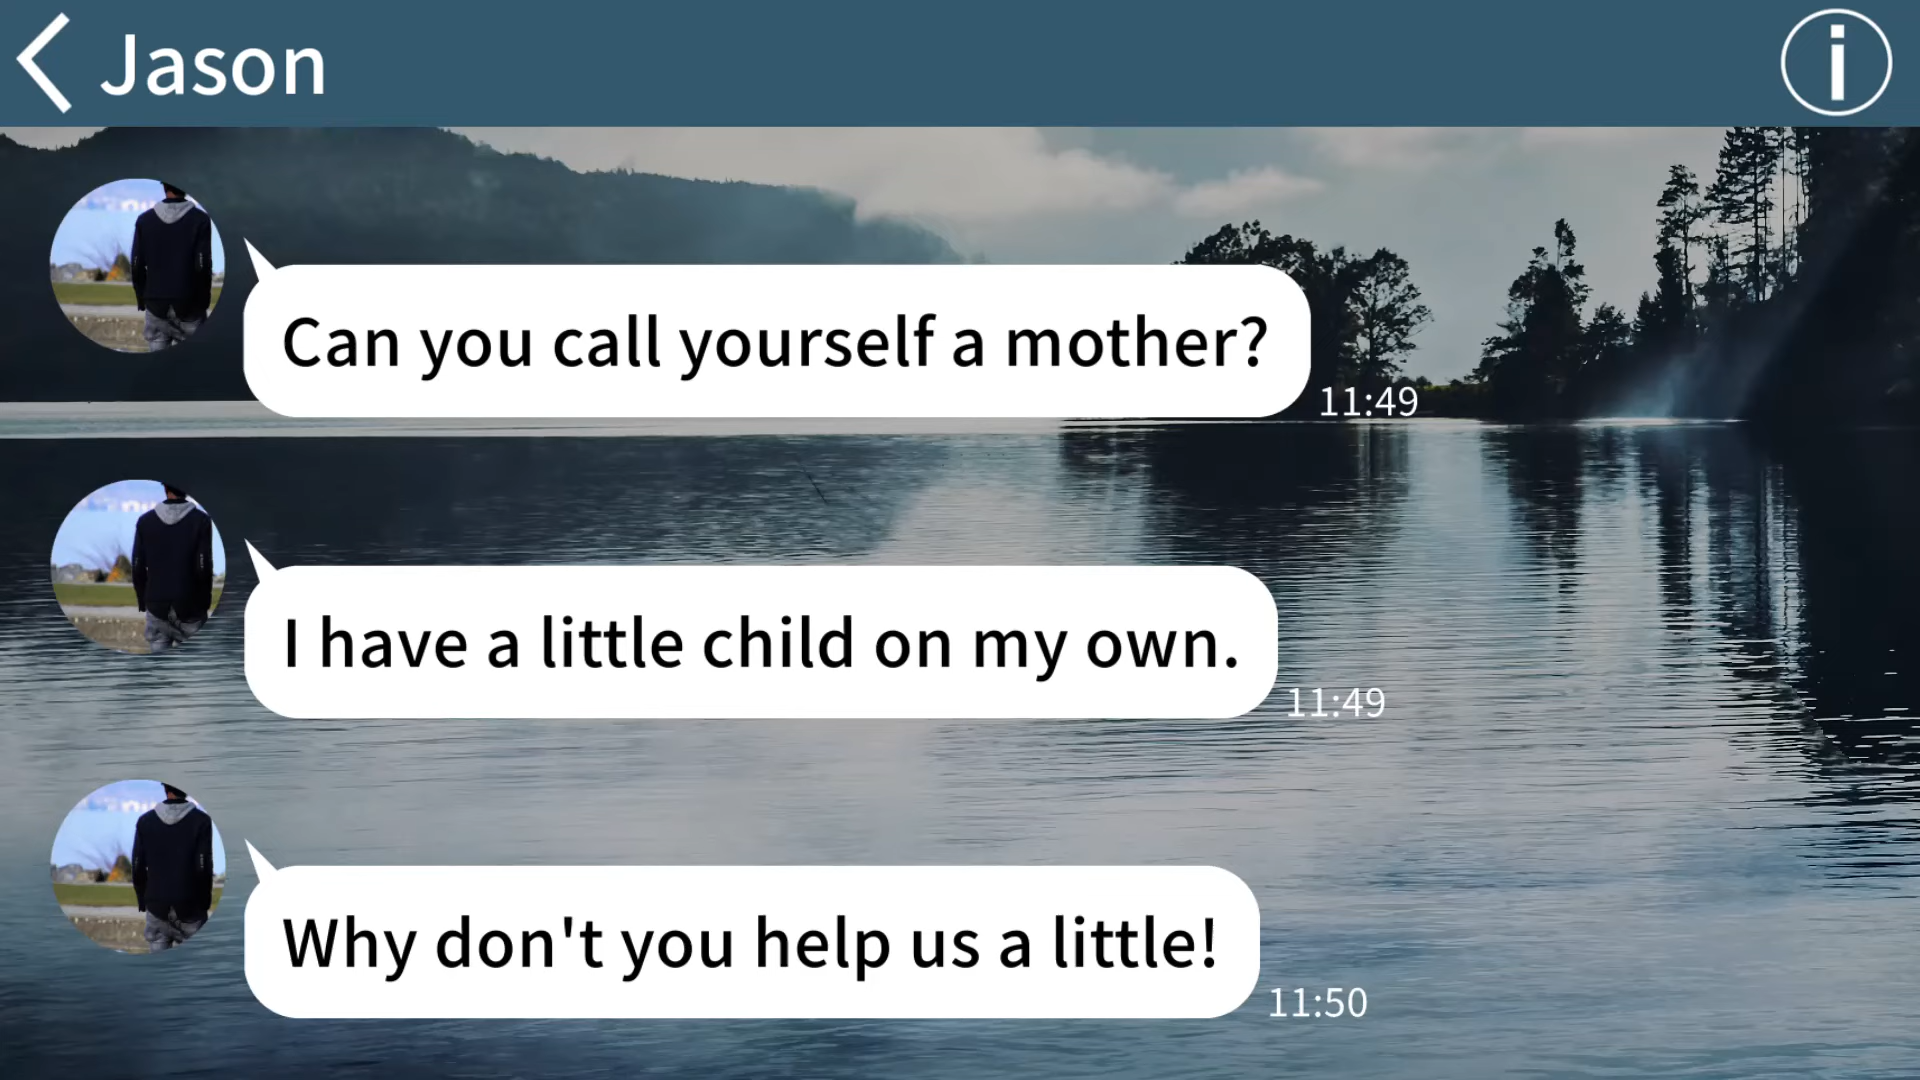 Jason
Can you call yourself a mother?
11:49
I have a little child on my own.
11:49
Why don't you help us a little!
11:50